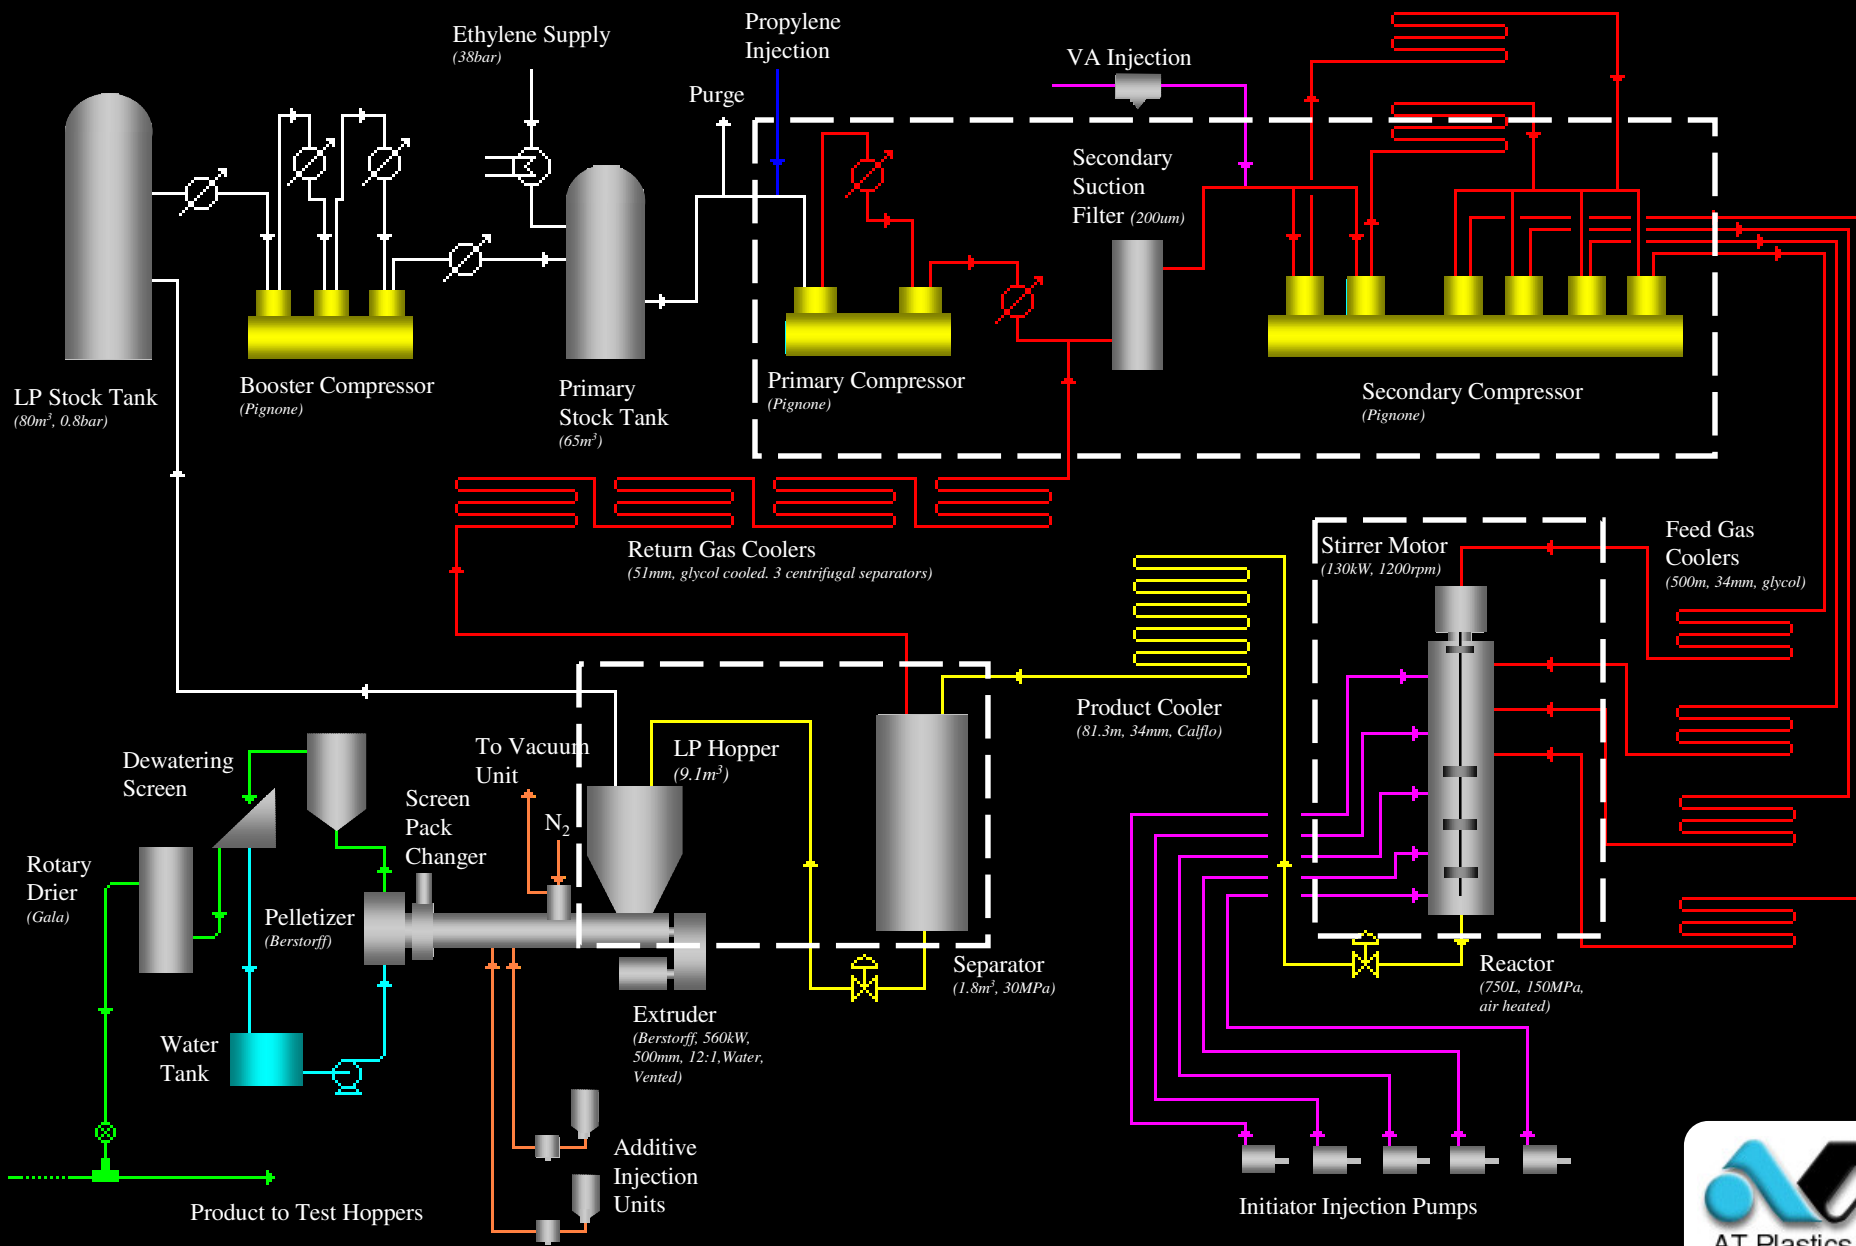 Ethylene Supply
(38bar)
Propylene
Injection
VA Injection
Purge
Secondary
Suction
Filter (200um)
LP Stock Tank
(80m³, 0.8bar)
Booster Compressor
(Pignone)
Primary
Stock Tank
(65m³)
Primary Compressor
(Pignone)
Secondary Compressor
(Pignone)
Return Gas Coolers
(51mm, glycol cooled. 3 centrifugal separators)
Stirrer Motor
(130kW, 1200rpm)
Feed Gas
Coolers
(500m, 34mm, glycol)
Product Cooler
(81.3m, 34mm, Calflo)
To Vacuum
Unit
LP Hopper
(9.1m³)
Dewatering
Screen
Screen
Pack
Changer
N₂
Rotary
Drier
(Gala)
Pelletizer
(Berstorff)
Separator
(1.8m³, 30MPa)
Reactor
(750L, 150MPa,
air heated)
Extruder
(Berstorff, 560kW,
500mm, 12:1,Water,
Vented)
Water
Tank
Additive
Injection
Units
Product to Test Hoppers
Initiator Injection Pumps
AT Plastics